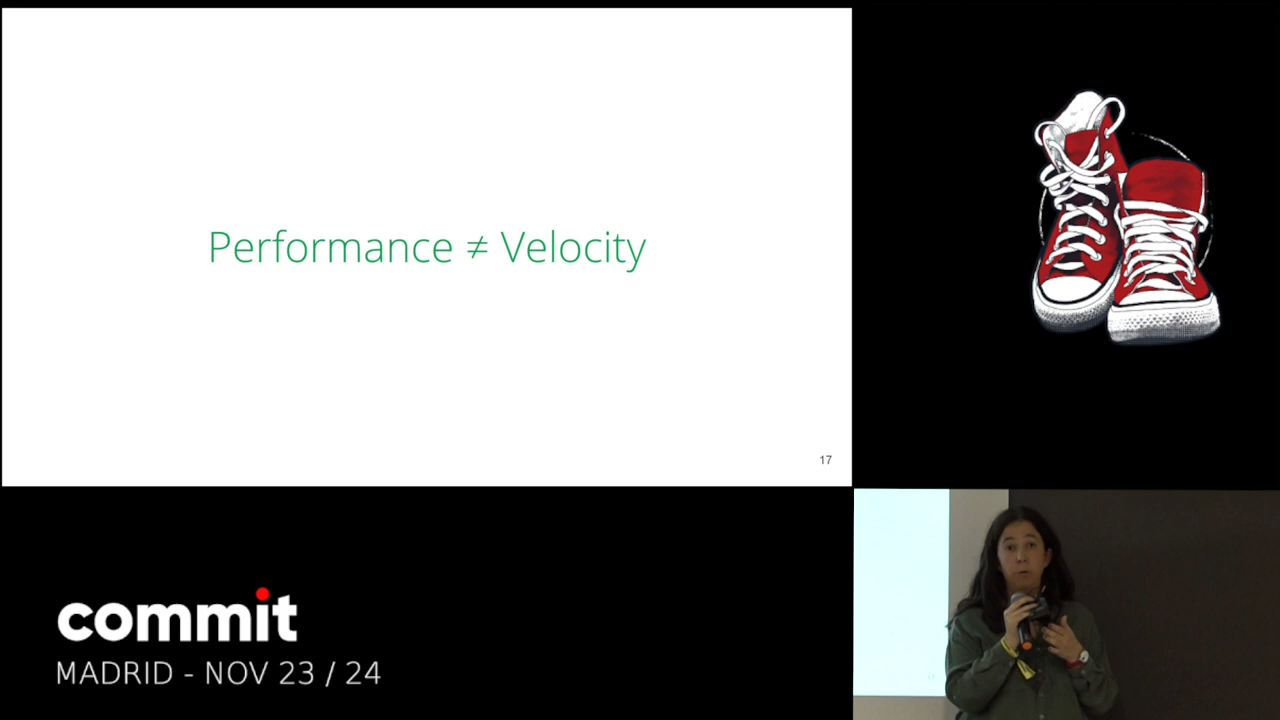 Performance ≠ Velocity
17
commit
MADRID - NOV 23 / 24